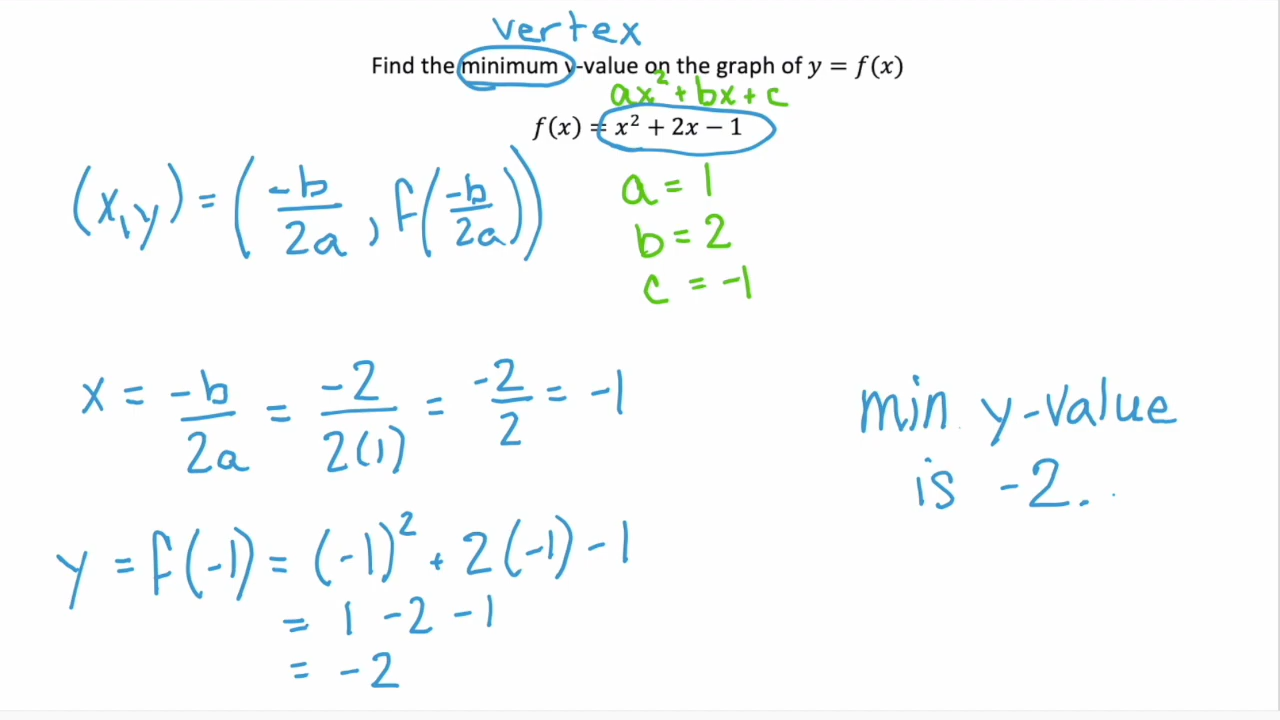 vertex
Find the minimum y-value on the graph of y = f(x)
ax² + bx + c
f(x) = x² + 2x − 1
(x,y) = (-b/2a, f(-b/2a))
a = 1
b = 2
c = -1
x = -b/2a = -2/2(1) = -2/2 = -1
min y-value
is -2.
y = f(-1) = (-1)² + 2(-1) - 1
= 1 - 2 - 1
= -2